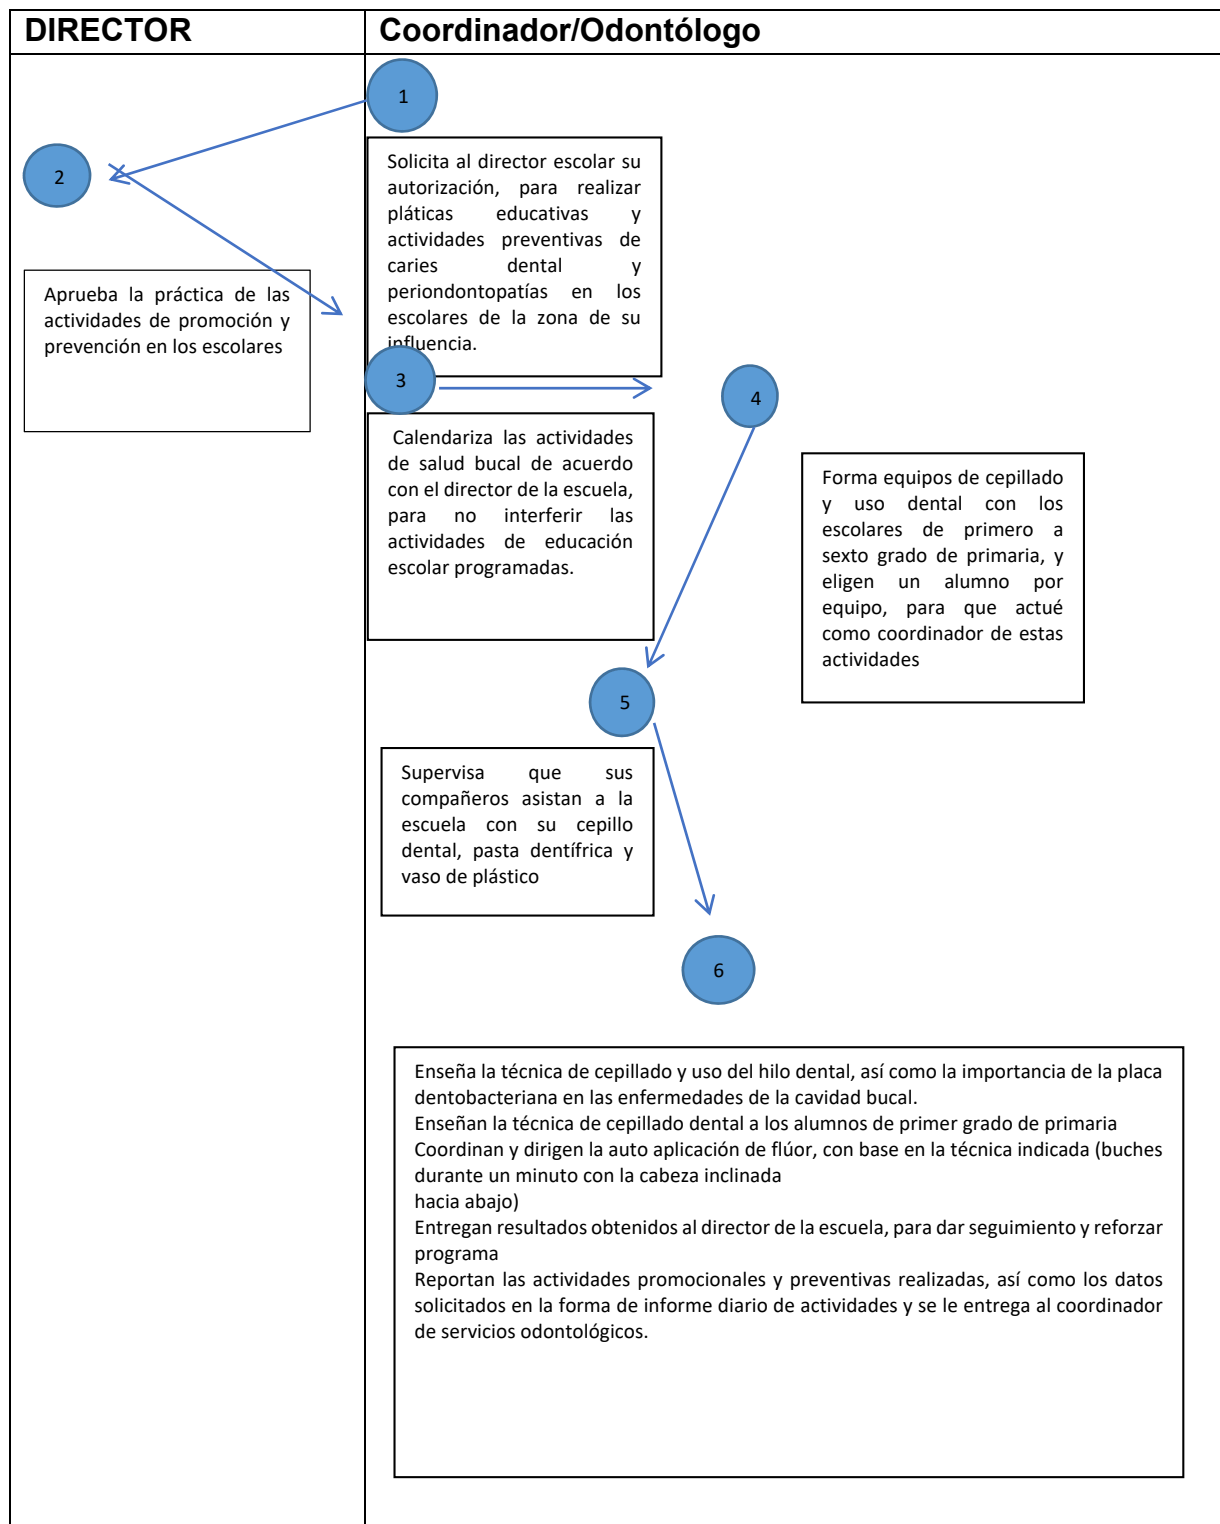 DIRECTOR
Coordinador/Odontólogo
1
Solicita al director escolar su
autorización, para realizar
pláticas educativas y
actividades preventivas de
caries dental y
periondontopatías en los
escolares de la zona de su
influencia.
2
Aprueba la práctica de las
actividades de promoción y
prevención en los escolares
3
Calendariza las actividades
de salud bucal de acuerdo
con el director de la escuela,
para no interferir las
actividades de educación
escolar programadas.
4
Forma equipos de cepillado
y uso dental con los
escolares de primero a
sexto grado de primaria, y
eligen un alumno por
equipo, para que actué
como coordinador de estas
actividades
5
Supervisa que sus
compañeros asistan a la
escuela con su cepillo
dental, pasta dentífrica y
vaso de plástico
6
Enseña la técnica de cepillado y uso del hilo dental, así como la importancia de la placa
dentobacteriana en las enfermedades de la cavidad bucal.
Enseñan la técnica de cepillado dental a los alumnos de primer grado de primaria
Coordinan y dirigen la auto aplicación de flúor, con base en la técnica indicada (buches
durante un minuto con la cabeza inclinada
hacia abajo)
Entregan resultados obtenidos al director de la escuela, para dar seguimiento y reforzar
programa
Reportan las actividades promocionales y preventivas realizadas, así como los datos
solicitados en la forma de informe diario de actividades y se le entrega al coordinador
de servicios odontológicos.